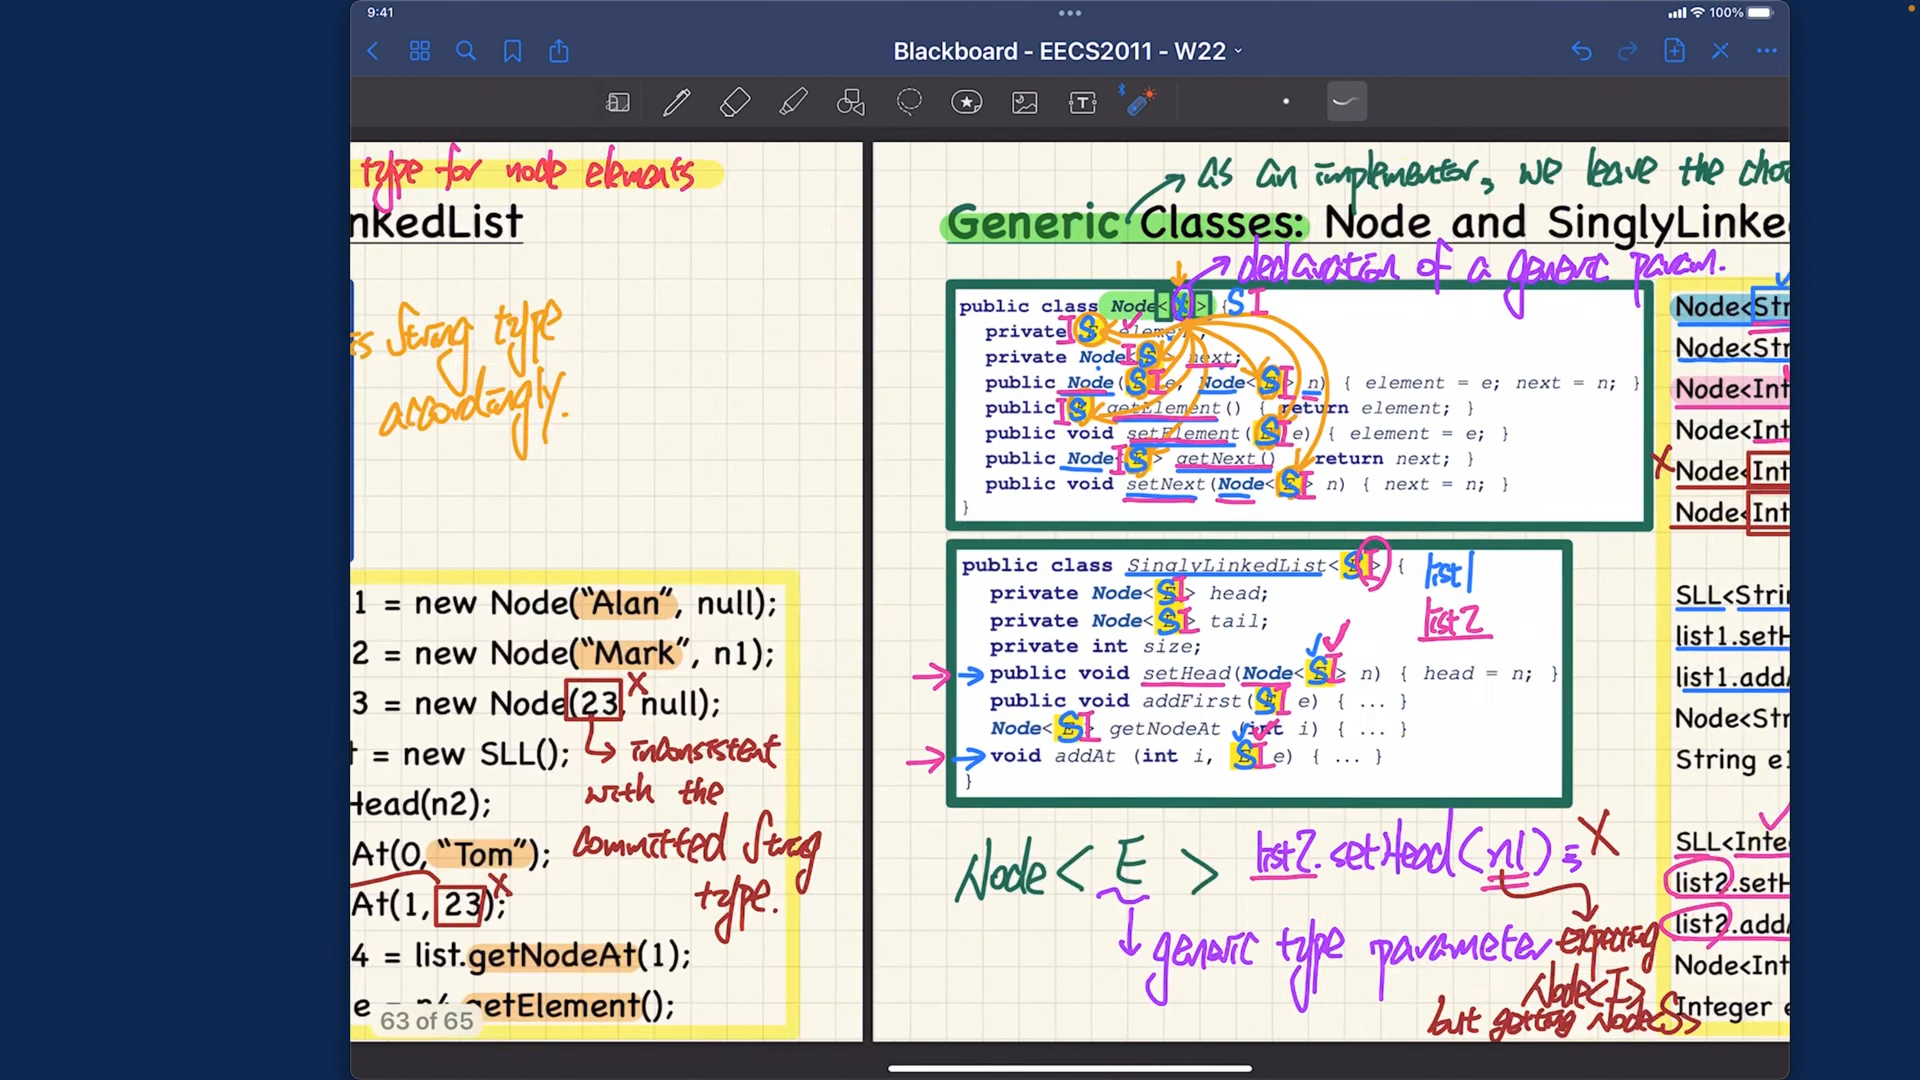 9:41
100%
Blackboard - EECS2011 - W22
type for node elements
nkedList
is String type
accordingly.
1 = new Node("Alan", null);
2 = new Node("Mark", n1);
3 = new Node(23, null);
t = new SLL();
Head(n2);
At(0, "Tom");
At(1, 23);
4 = list.getNodeAt(1);
e = n4.getElement();
x
x
inconsistent
with the
committed String
type.
63 of 65
as an implementor, we leave the
Generic Classes: Node and SinglyLinke
declaration of a generic param.
public class Node< > { S I
private I S element;
private Node< I S > next;
public Node( S I e, Node< S I > n) { element = e; next = n; }
public I S getElement() { return element; }
public void setElement( S I e) { element = e; }
public Node< I S > getNext() return next; }
public void setNext(Node< S I > n) { next = n; }
}
public class SinglyLinkedList< S I > {
private Node< S I > head;
private Node< S I > tail;
private int size;
public void setHead(Node< S I > n) { head = n; }
public void addFirst( S I e) { ... }
Node< S I > getNodeAt (int i) { ... }
void addAt (int i, S I e) { ... }
}
list1
list2
Node< E >
list2.setHead(n1); X
generic type parameter
expecting
Node<I>
but getting Node<S>
Node<Str
Node<Str
Node<Int
Node<Int
x Node<Int
Node<Int
SLL<Strin
list1.setH
list1.addA
Node<Str
String e1
SLL<Inte
list2.setH
list2.addA
Node<Int
Integer e